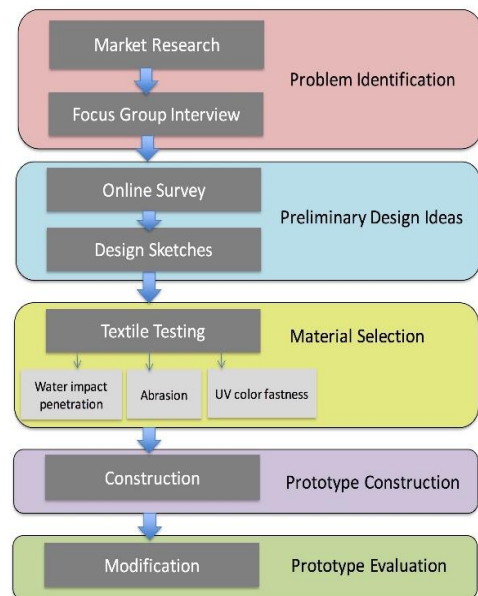 Market Research
Problem Identification
Focus Group Interview
Online Survey
Preliminary Design Ideas
Design Sketches
Textile Testing
Material Selection
Water impact
penetration
Abrasion
UV color fastness
Construction
Prototype Construction
Modification
Prototype Evaluation